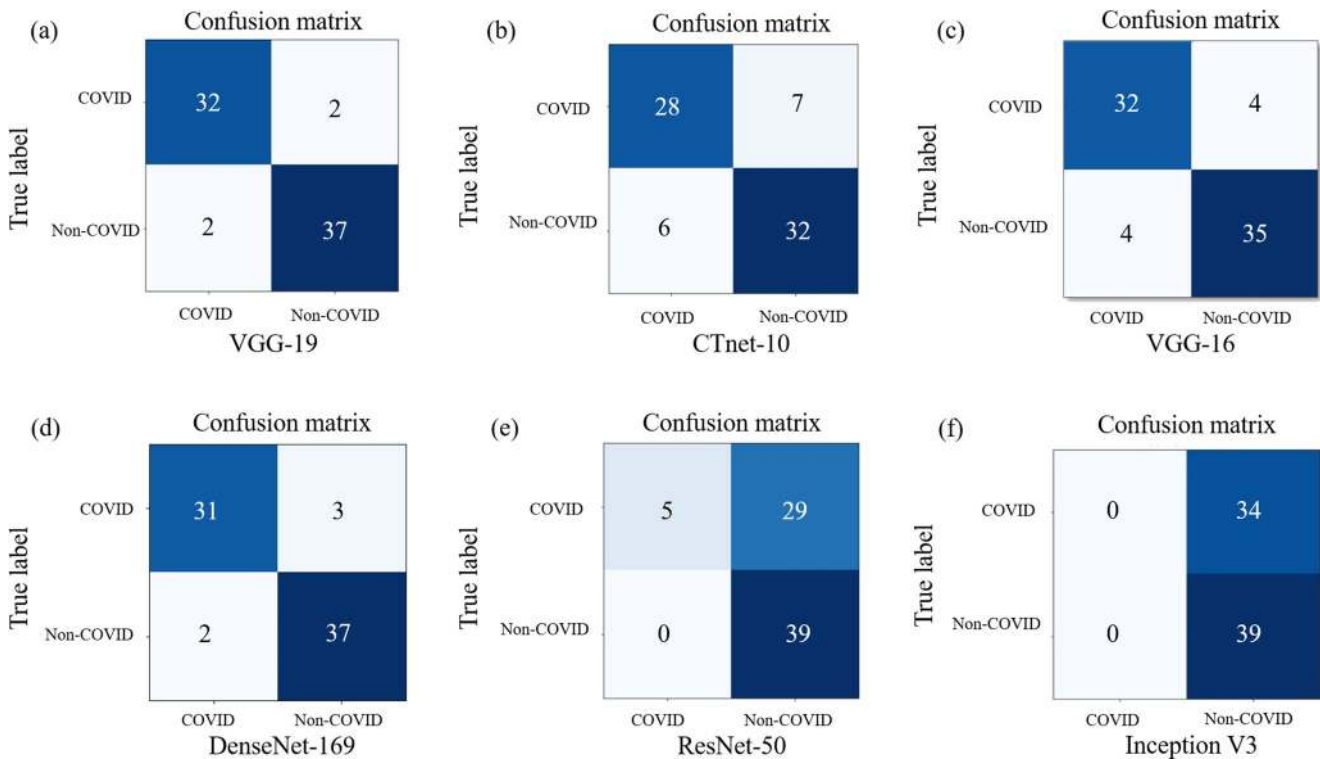 (a)
Confusion matrix
True label
COVID
32
2
Non-COVID
2
37
COVID
Non-COVID
VGG-19
(b)
Confusion matrix
True label
COVID
28
7
Non-COVID
6
32
COVID
Non-COVID
CTnet-10
(c)
Confusion matrix
True label
COVID
32
4
Non-COVID
4
35
COVID
Non-COVID
VGG-16
(d)
Confusion matrix
True label
COVID
31
3
Non-COVID
2
37
COVID
Non-COVID
DenseNet-169
(e)
Confusion matrix
True label
COVID
5
29
Non-COVID
0
39
COVID
Non-COVID
ResNet-50
(f)
Confusion matrix
True label
COVID
0
34
Non-COVID
0
39
COVID
Non-COVID
Inception V3